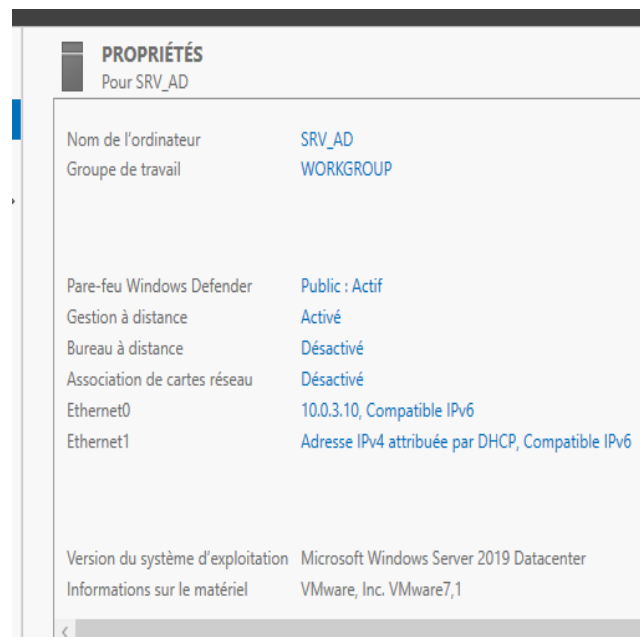 PROPRIÉTÉS
Pour SRV_AD
Nom de l'ordinateur SRV_AD
Groupe de travail WORKGROUP
Pare-feu Windows Defender Public : Actif
Gestion à distance Activé
Bureau à distance Désactivé
Association de cartes réseau Désactivé
Ethernet0 10.0.3.10, Compatible IPv6
Ethernet1 Adresse IPv4 attribuée par DHCP, Compatible IPv6
Version du système d'exploitation Microsoft Windows Server 2019 Datacenter
Informations sur le matériel VMware, Inc. VMware7,1